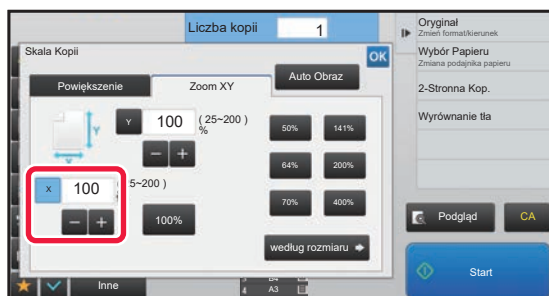 Liczba kopii 1
Skala Kopii
OK
Powiększenie Zoom XY Auto Obraz
Y 100 ( 25~200 )
%
Y
X
50% 141%
64% 200%
70% 400%
X 100 5~200 )
100%
według rozmiaru
Inne
A3
4
Oryginał
Zmień format/kierunek
Wybór Papieru
Zmiana podajnika papieru
2-Stronna Kop.
Wyrównanie tła
Podgląd CA
Start